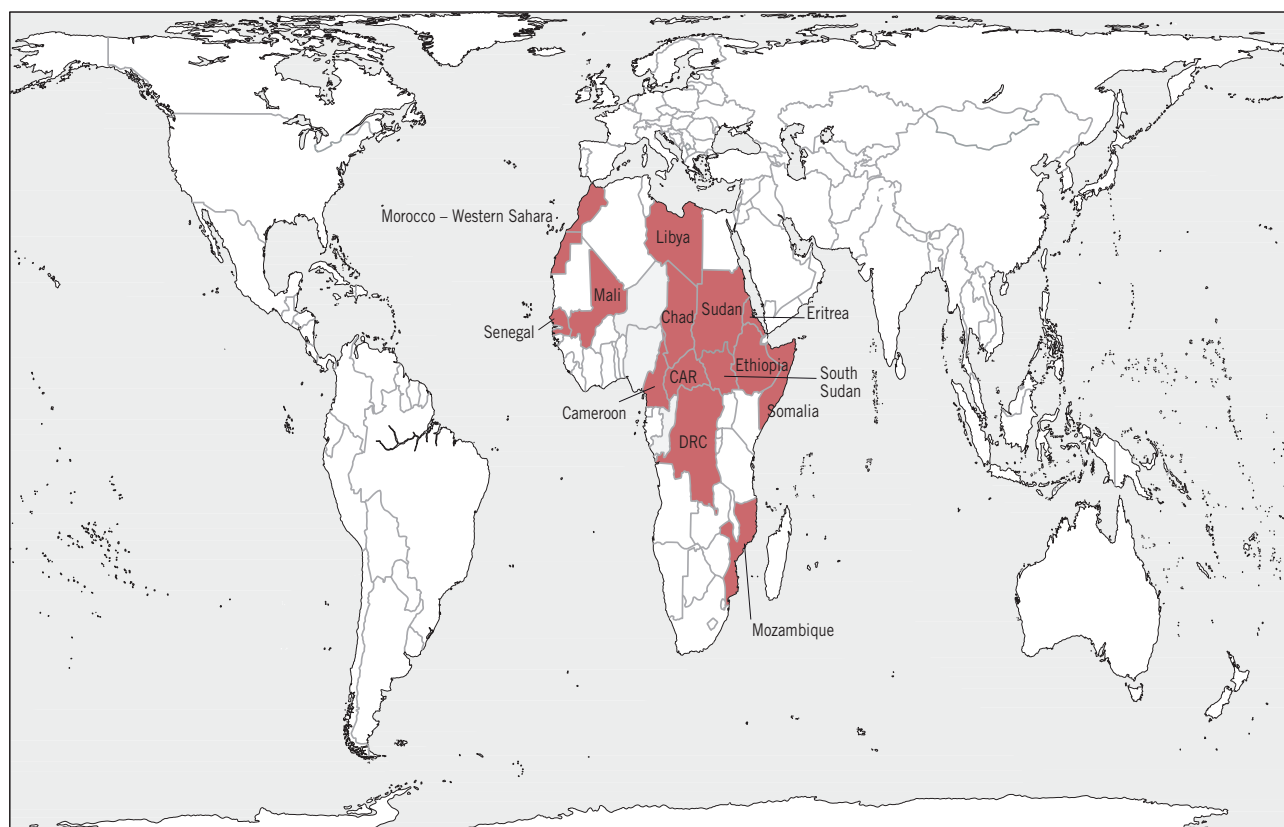 Morocco – Western Sahara
Libya
Mali
Chad
Sudan
Eritrea
Senegal
Ethiopia
South
Sudan
CAR
Cameroon
Somalia
DRC
Mozambique